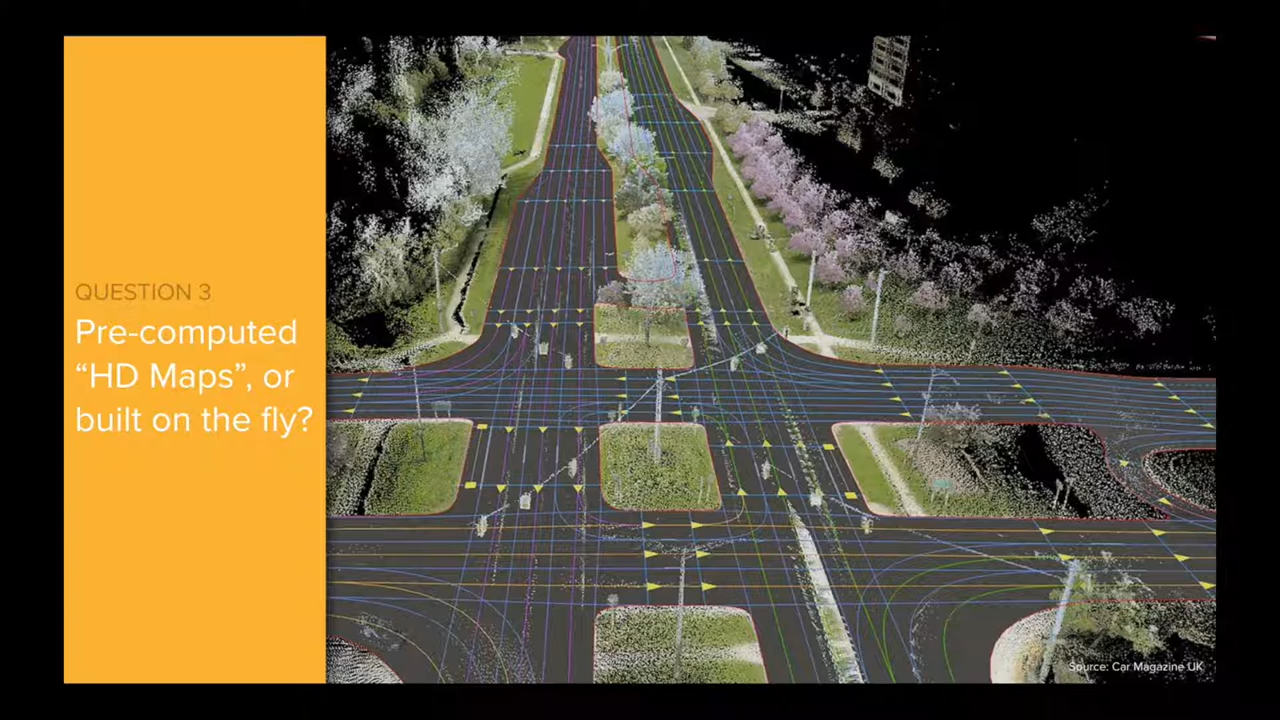 QUESTION 3
Pre-computed
“HD Maps”, or
built on the fly?
Source: Car Magazine UK